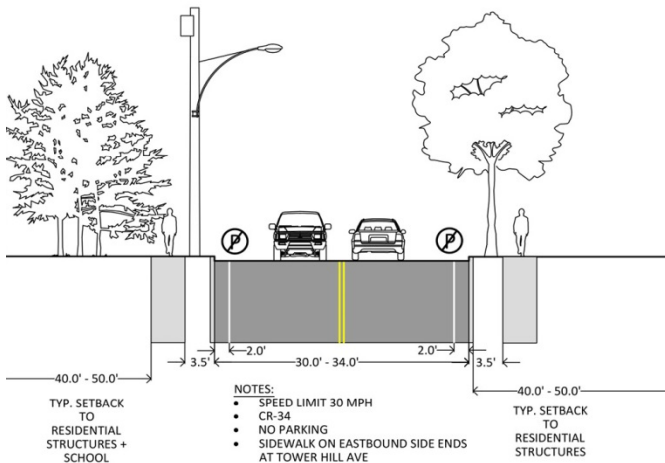 P
P
2.0'
2.0'
3.5'
30.0' - 34.0'
3.5'
40.0' - 50.0'
40.0' - 50.0'
TYP. SETBACK
TO
RESIDENTIAL
STRUCTURES +
SCHOOL
NOTES:
• SPEED LIMIT 30 MPH
• CR-34
• NO PARKING
• SIDEWALK ON EASTBOUND SIDE ENDS
AT TOWER HILL AVE
TYP. SETBACK
TO
RESIDENTIAL
STRUCTURES